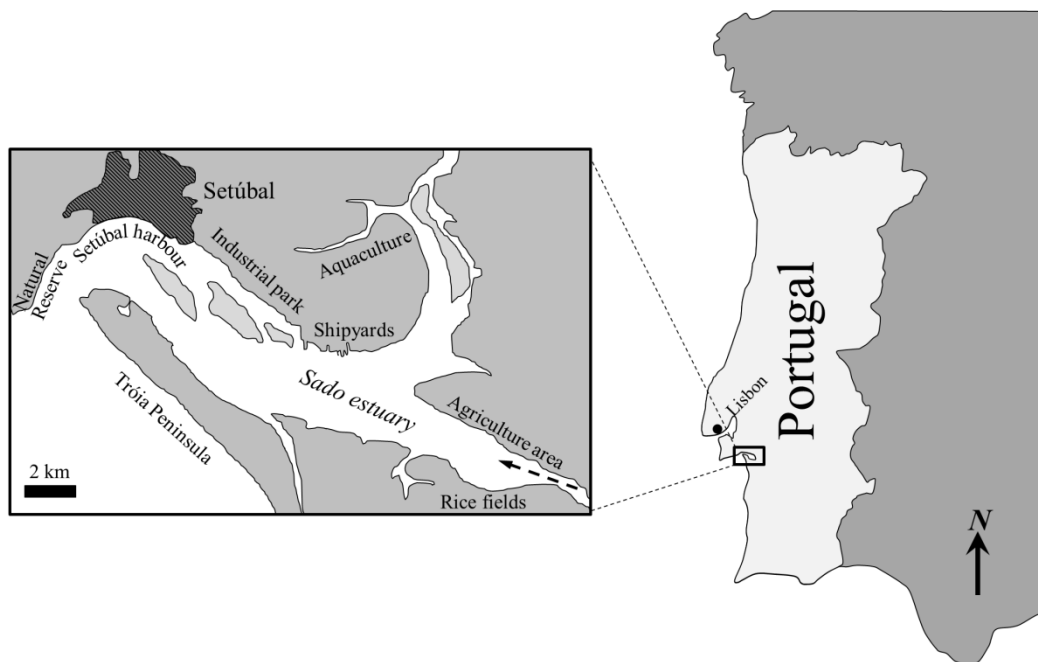 Setúbal
Setúbal harbour
Natural
Reserve
Industrial park
Aquaculture
Shipyards
Sado estuary
Tróia Peninsula
Agriculture area
Rice fields
2 km
Portugal
Lisbon
N